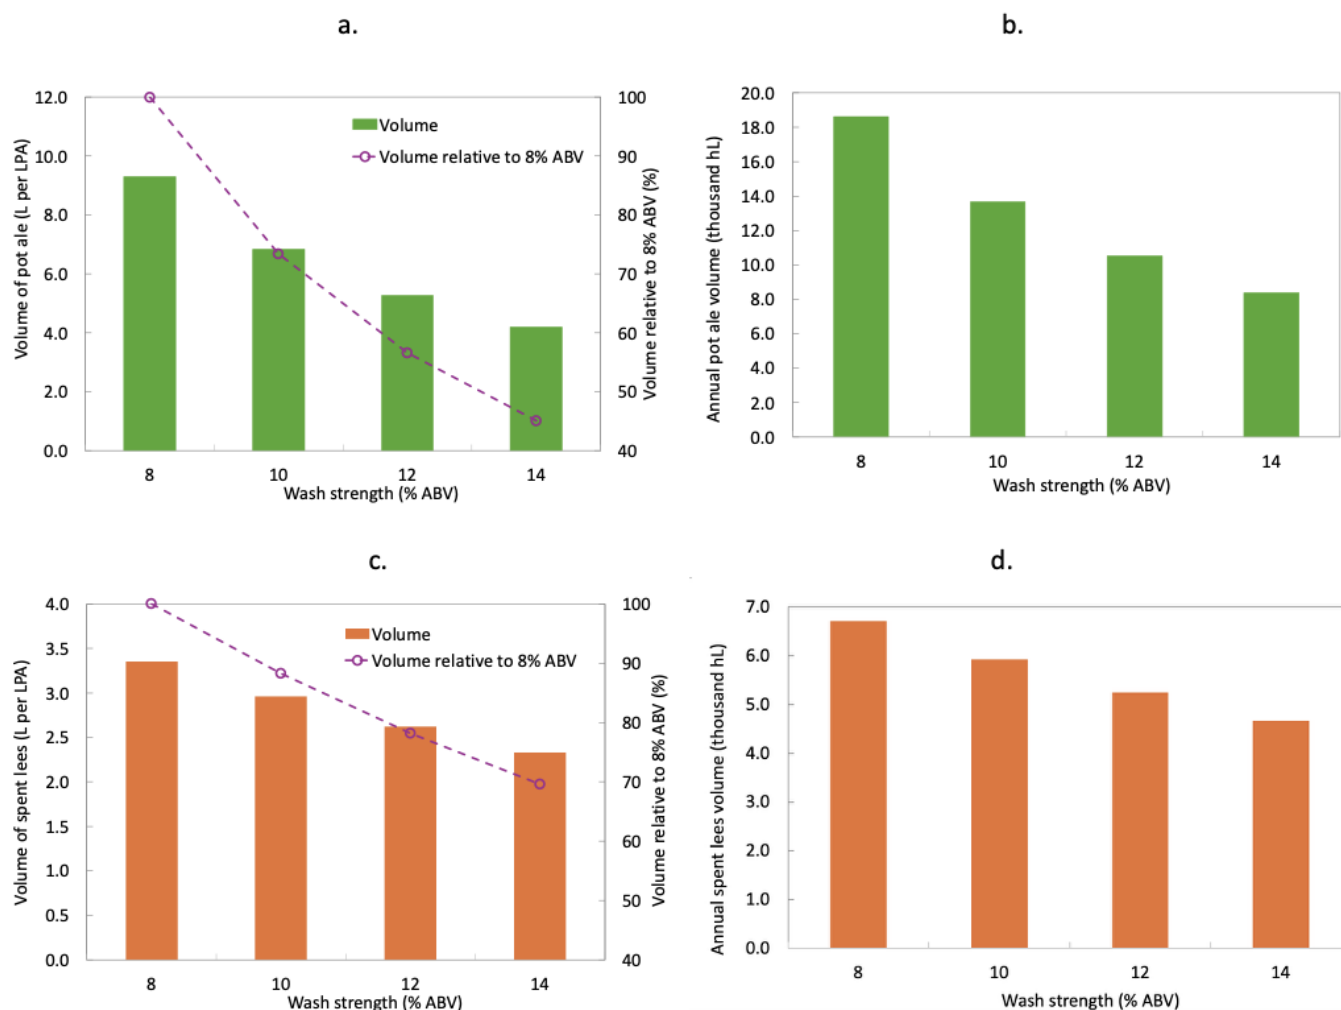 a.
Volume of pot ale (L per LPA)
12.0
10.0
8.0
6.0
4.0
2.0
0.0
Volume
Volume relative to 8% ABV
100
90
80
70
60
50
40
Volume relative to 8% ABV (%)
8 10 12 14
Wash strength (% ABV)
b.
Annual pot ale volume (thousand hL)
20.0
18.0
16.0
14.0
12.0
10.0
8.0
6.0
4.0
2.0
0.0
8 10 12 14
Wash strength (% ABV)
c.
Volume of spent lees (L per LPA)
4.0
3.5
3.0
2.5
2.0
1.5
1.0
0.5
0.0
Volume
Volume relative to 8% ABV
100
90
80
70
60
50
40
Volume relative to 8% ABV (%)
8 10 12 14
Wash strength (% ABV)
d.
Annual spent lees volume (thousand hL)
7.0
6.0
5.0
4.0
3.0
2.0
1.0
0.0
8 10 12 14
Wash strength (% ABV)